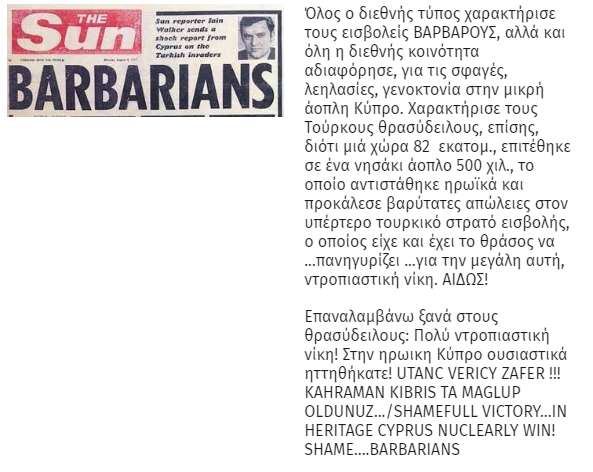 THE
Sun
Sun reporter Iain
Walker sends a
shock report from
Cyprus on the
Turkish invaders
BARBARIANS
Όλος ο διεθνής τύπος χαρακτήρισε
τους εισβολείς ΒΑΡΒΑΡΟΥΣ, αλλά και
όλη η διεθνής κοινότητα
αδιαφόρησε, για τις σφαγές,
λεηλασίες, γενοκτονία στην μικρή
άοπλη Κύπρο. Χαρακτήρισε τους
Τούρκους θρασύδειλους, επίσης,
διότι μιά χώρα 82 εκατομ., επιτέθηκε
σε ένα νησάκι άοπλο 500 χιλ., το
οποίο αντιστάθηκε ηρωϊκά και
προκάλεσε βαρύτατες απώλειες στον
υπέρτερο τουρκικό στρατό εισβολής,
ο οποίος είχε και έχει το θράσος να
...πανηγυρίζει ...για την μεγάλη αυτή,
ντροπιαστική νίκη. ΑΙΔΩΣ!
Επαναλαμβάνω ξανά στους
θρασύδειλους: Πολύ ντροπιαστική
νίκη! Στην ηρωικη Κύπρο ουσιαστικά
ηττηθήκατε! UTANC VERICY ZAFER !!!
KAHRAMAN KIBRIS TA MAGLUP
OLDUNUZ.../SHAMEFULL VICTORY...IN
HERITAGE CYPRUS NUCLEARLY WIN!
SHAME....BARBARIANS